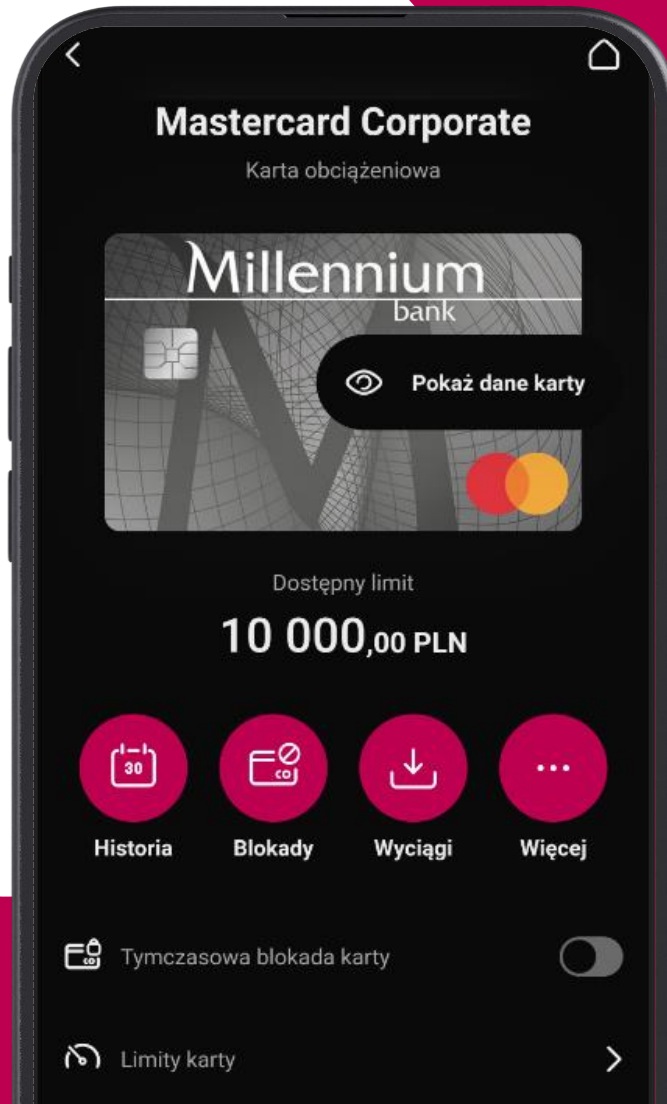 Mastercard Corporate
Karta obciążeniowa
Millennium
bank
Pokaż dane karty
Dostępny limit
10 000,00 PLN
30
Historia
Blokady
Wyciągi
Więcej
Tymczasowa blokada karty
Limity karty